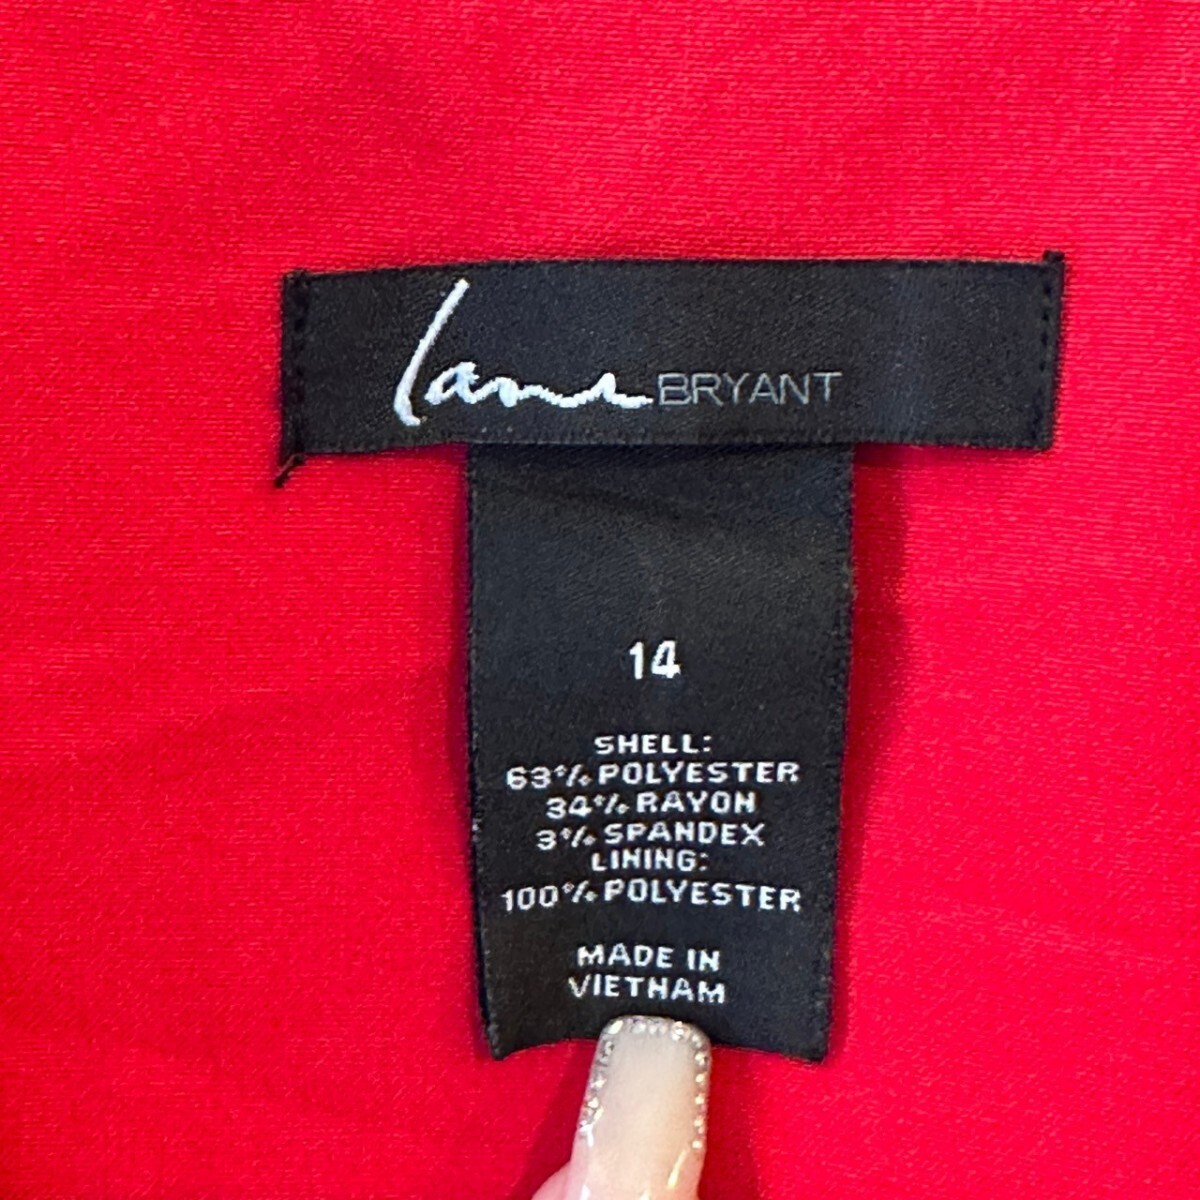 lane BRYANT
14
SHELL:
63% POLYESTER
34% RAYON
3% SPANDEX
LINING:
100% POLYESTER
MADE IN
VIETNAM